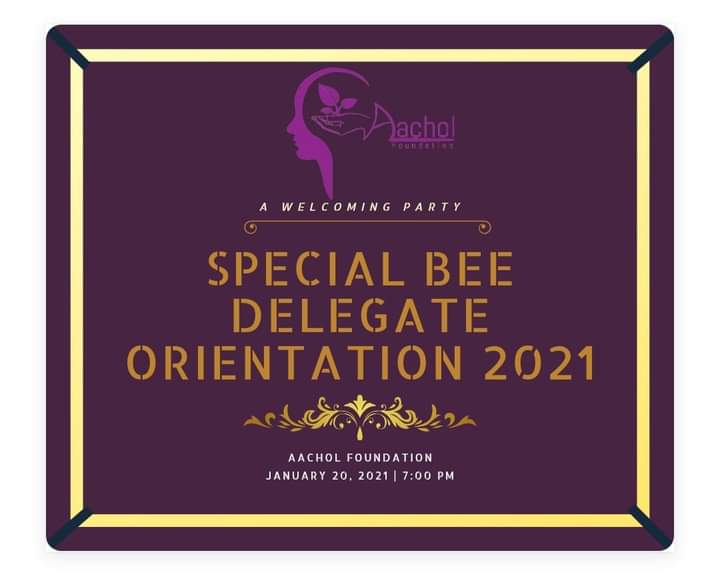 Aachol
Foundation
A WELCOMING PARTY
SPECIAL BEE
DELEGATE
ORIENTATION 2021
AACHOL FOUNDATION
JANUARY 20, 2021 | 7:00 PM